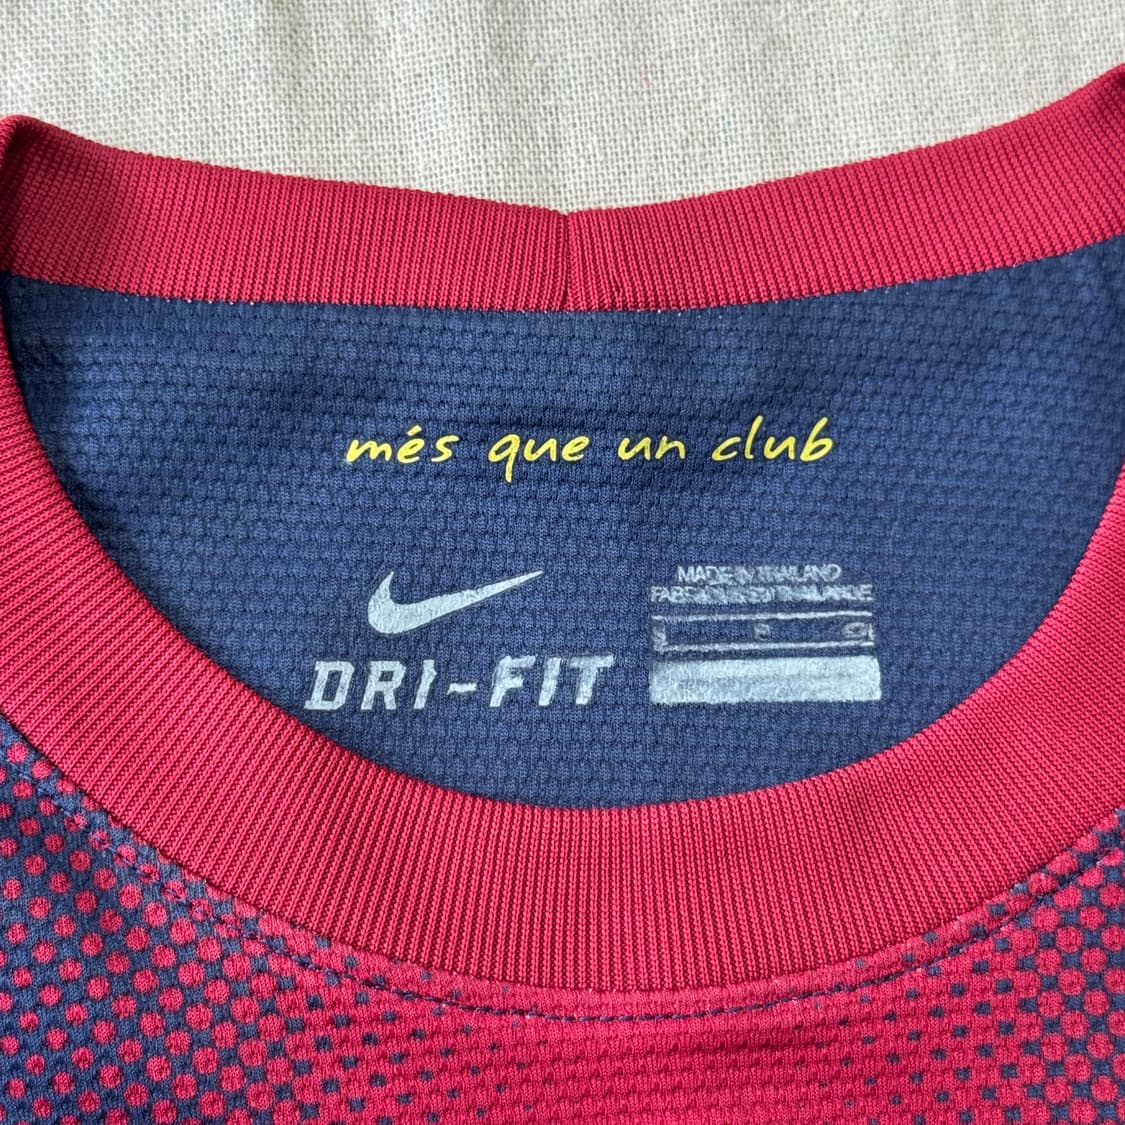 més que un club
DRI-FIT
MADE IN THAILAND